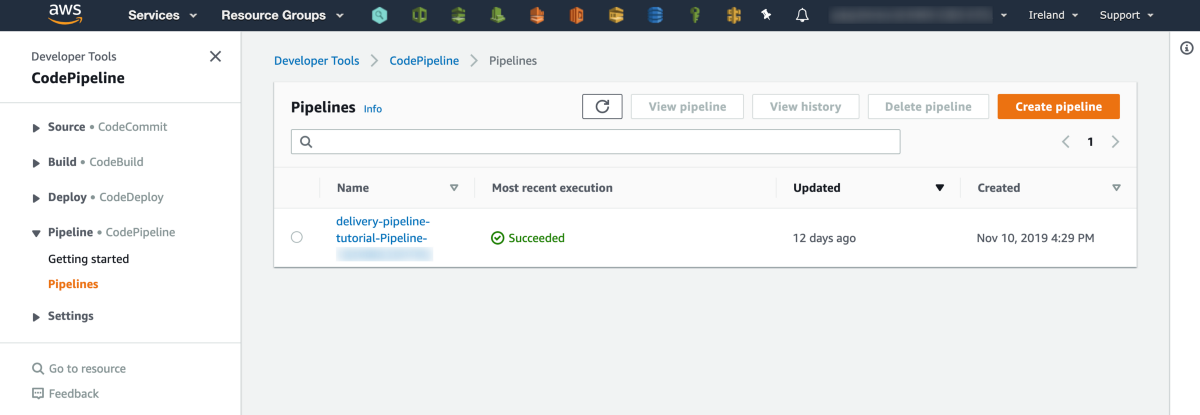 aws
Services
Resource Groups
Ireland
Support
Developer Tools
CodePipeline
Source • CodeCommit
Build • CodeBuild
Deploy • CodeDeploy
Pipeline • CodePipeline
Getting started
Pipelines
Settings
Go to resource
Feedback
Developer Tools
CodePipeline
Pipelines
Pipelines Info
View pipeline
View history
Delete pipeline
Create pipeline
1
Name
Most recent execution
Updated
Created
delivery-pipeline-
tutorial-Pipeline-
Succeeded
12 days ago
Nov 10, 2019 4:29 PM